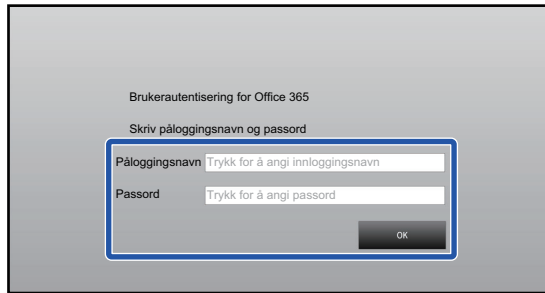 Brukerautentisering for Office 365
Skriv påloggingsnavn og passord
Påloggingsnavn Trykk for å angi innloggingsnavn
Passord Trykk for å angi passord
OK